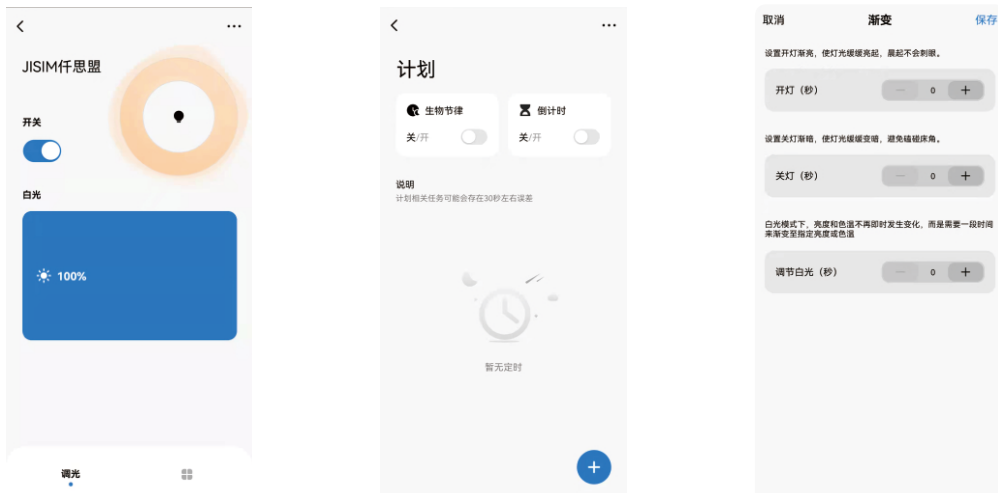 JISIM仟思盟
开关
白光
100%
调光
计划
生物节律
关/开
倒计时
关/开
说明
计划相关任务可能会存在30秒左右误差
暂无定时
取消
渐变
保存
设置开灯渐亮，使灯光缓缓亮起，晨起不会刺眼。
开灯（秒）
0
设置关灯渐暗，使灯光缓缓变暗，避免磕碰床角。
关灯（秒）
0
白光模式下，亮度和色温不再即时发生变化，而是需要一段时间
来渐变至指定亮度或色温
调节白光（秒）
0